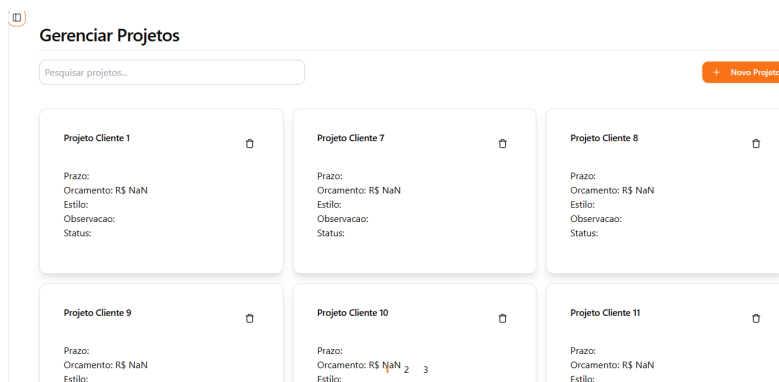 Gerenciar Projetos
Pesquisar projetos...
+ Novo Projeto
Projeto Cliente 1
Prazo:
Orcamento: R$ NaN
Estilo:
Observacao:
Status:
Projeto Cliente 7
Prazo:
Orcamento: R$ NaN
Estilo:
Observacao:
Status:
Projeto Cliente 8
Prazo:
Orcamento: R$ NaN
Estilo:
Observacao:
Status:
Projeto Cliente 9
Prazo:
Orcamento: R$ NaN
Estilo:
Projeto Cliente 10
Prazo:
Orcamento: R$ NaN
Estilo:
Projeto Cliente 11
Prazo:
Orcamento: R$ NaN
Estilo:
1 2 3